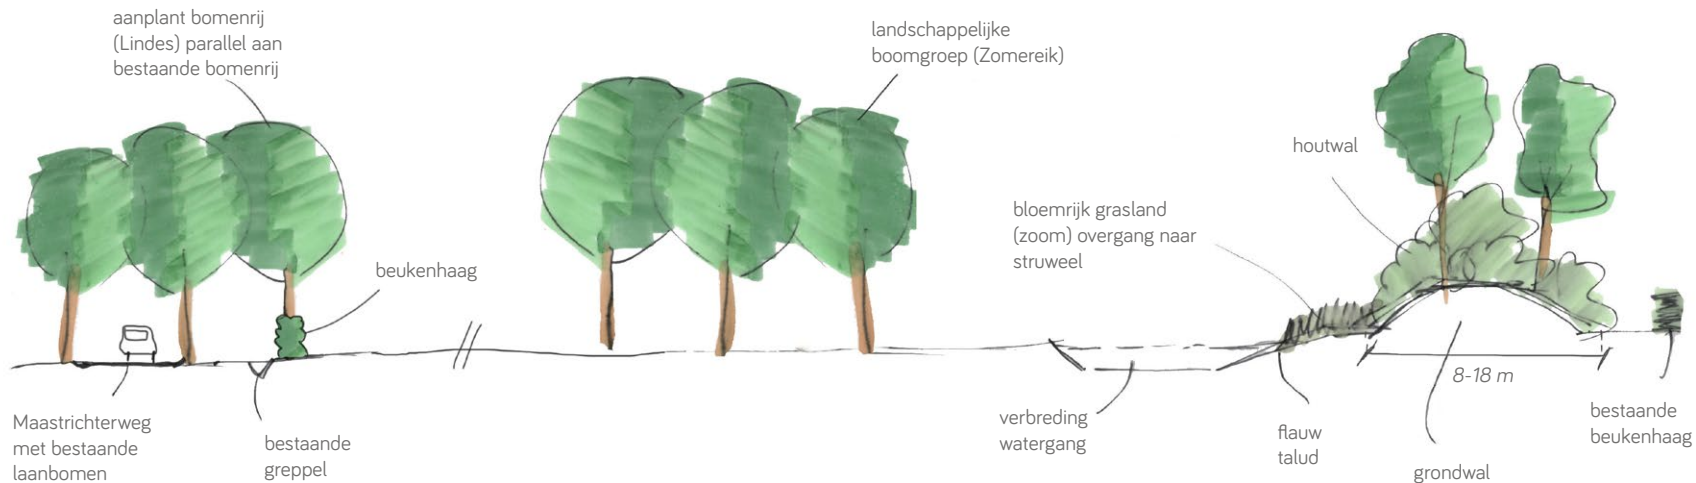 aanplant bomenrij
(Lindes) parallel aan
bestaande bomenrij
landschappelijke
boomgroep (Zomereik)
houtwal
bloemrijk grasland
(zoom) overgang naar
struweel
beukenhaag
8-18 m
Maastrichterweg
met bestaande
laanbomen
bestaande
greppel
verbreding
watergang
flauw
talud
grondwal
bestaande
beukenhaag